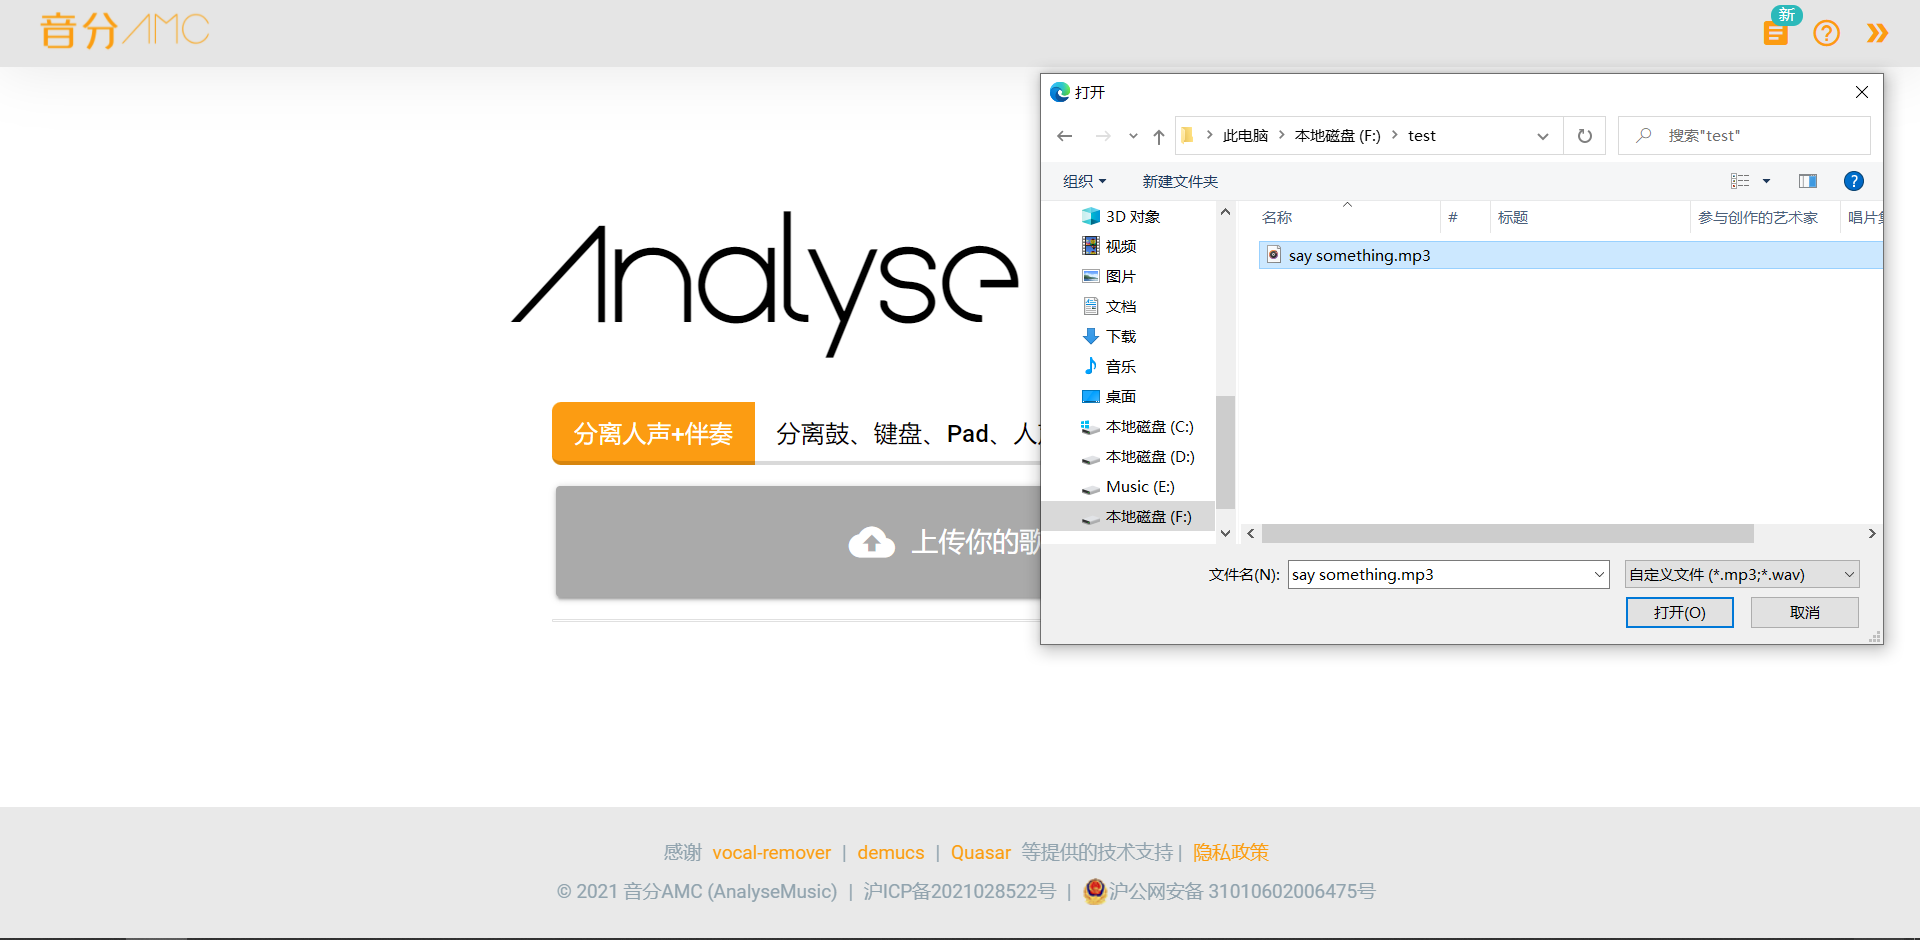 音分AMC
新
Analyse
分离人声+伴奏
分离鼓、键盘、Pad、人
上传你的歌
打开
此电脑
本地磁盘 (F:)
test
搜索"test"
组织
新建文件夹
3D 对象
视频
图片
文档
下载
音乐
桌面
本地磁盘 (C:)
本地磁盘 (D:)
Music (E:)
本地磁盘 (F:)
名称
#
标题
参与创作的艺术家
唱片集
say something.mp3
文件名(N):
say something.mp3
自定义文件 (*.mp3;*.wav)
打开(O)
取消
感谢 vocal-remover | demucs | Quasar 等提供的技术支持 | 隐私政策
© 2021 音分AMC (AnalyseMusic) | 沪ICP备2021028522号 | 沪公网安备 31010602006475号